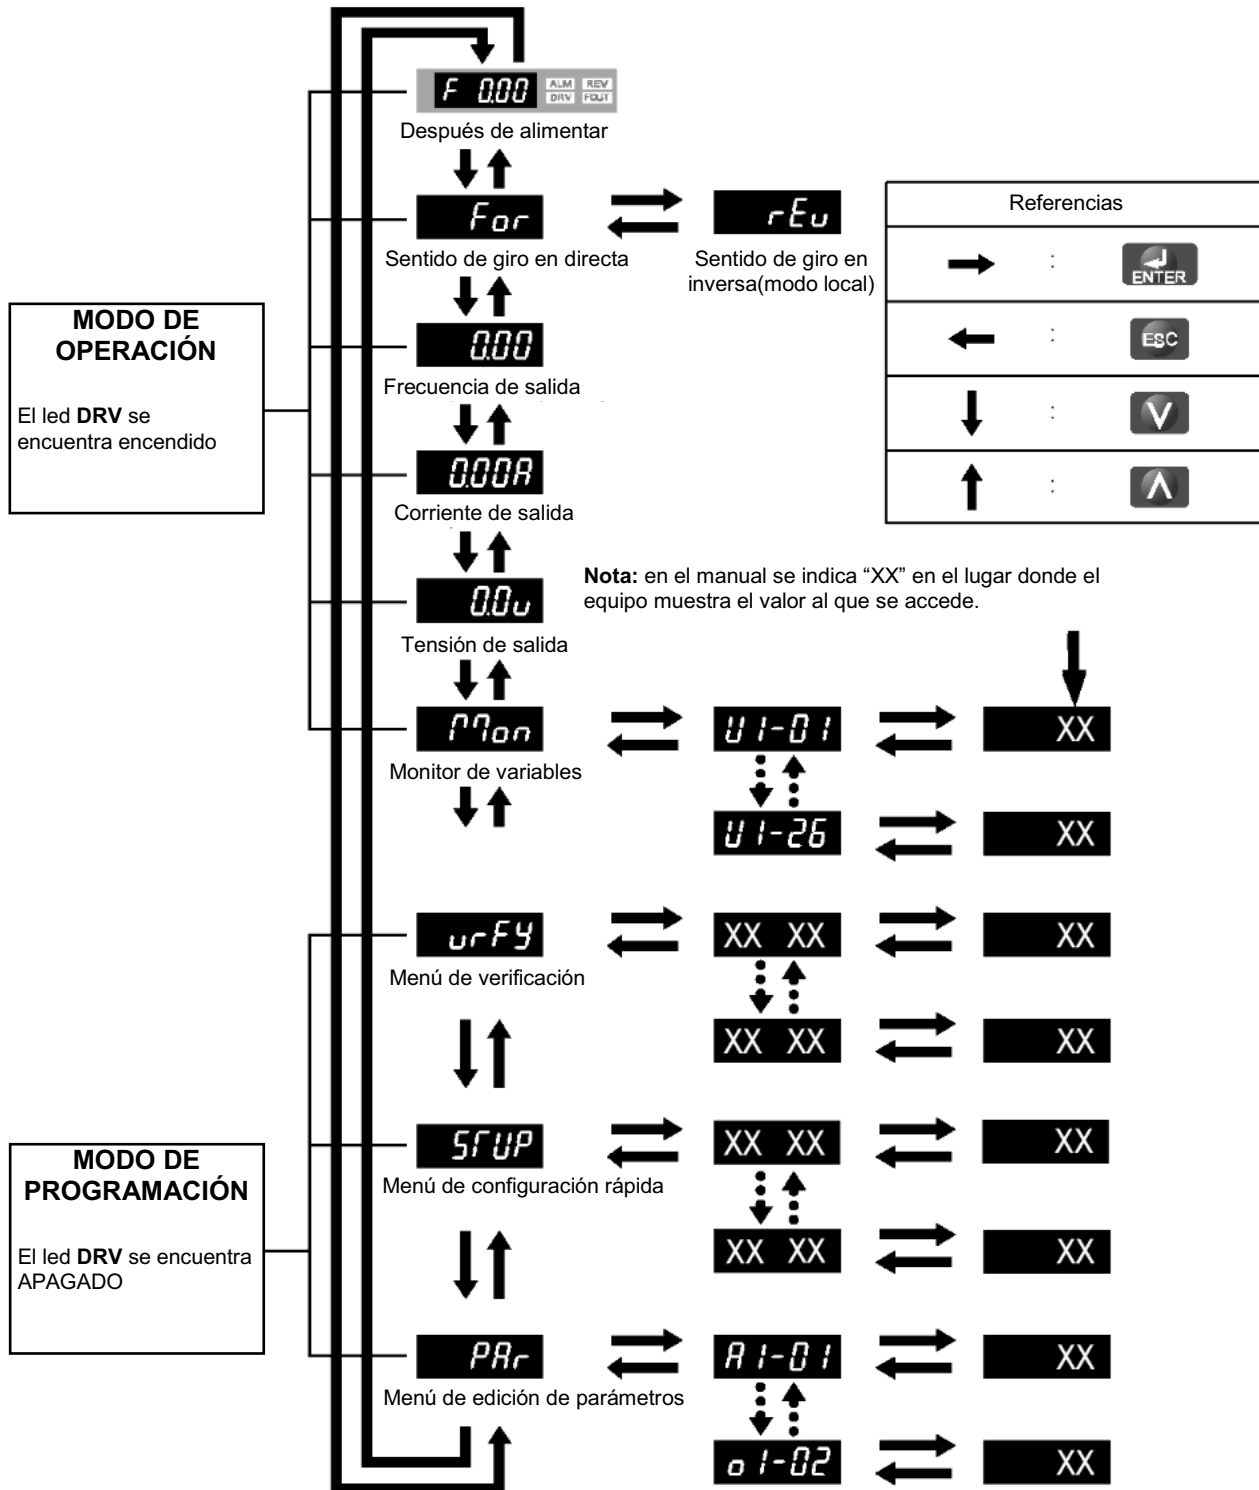 F 0.00
ALM REV
DRV FOUT
Después de alimentar
For
rEv
Sentido de giro en directa
Sentido de giro en
inversa(modo local)
Referencias
: ENTER
: ESC
: V
: Λ
MODO DE
OPERACIÓN
El led DRV se
encuentra encendido
0.00
Frecuencia de salida
0.00A
Corriente de salida
0.0v
Tensión de salida
Nota: en el manual se indica “XX” en el lugar donde el
equipo muestra el valor al que se accede.
Mon
U1-01
XX
Monitor de variables
U1-26
XX
vrFY
XX XX
XX
Menú de verificación
XX XX
XX
MODO DE
PROGRAMACIÓN
El led DRV se encuentra
APAGADO
STUP
XX XX
XX
Menú de configuración rápida
XX XX
XX
PAr
A1-01
XX
Menú de edición de parámetros
o1-02
XX